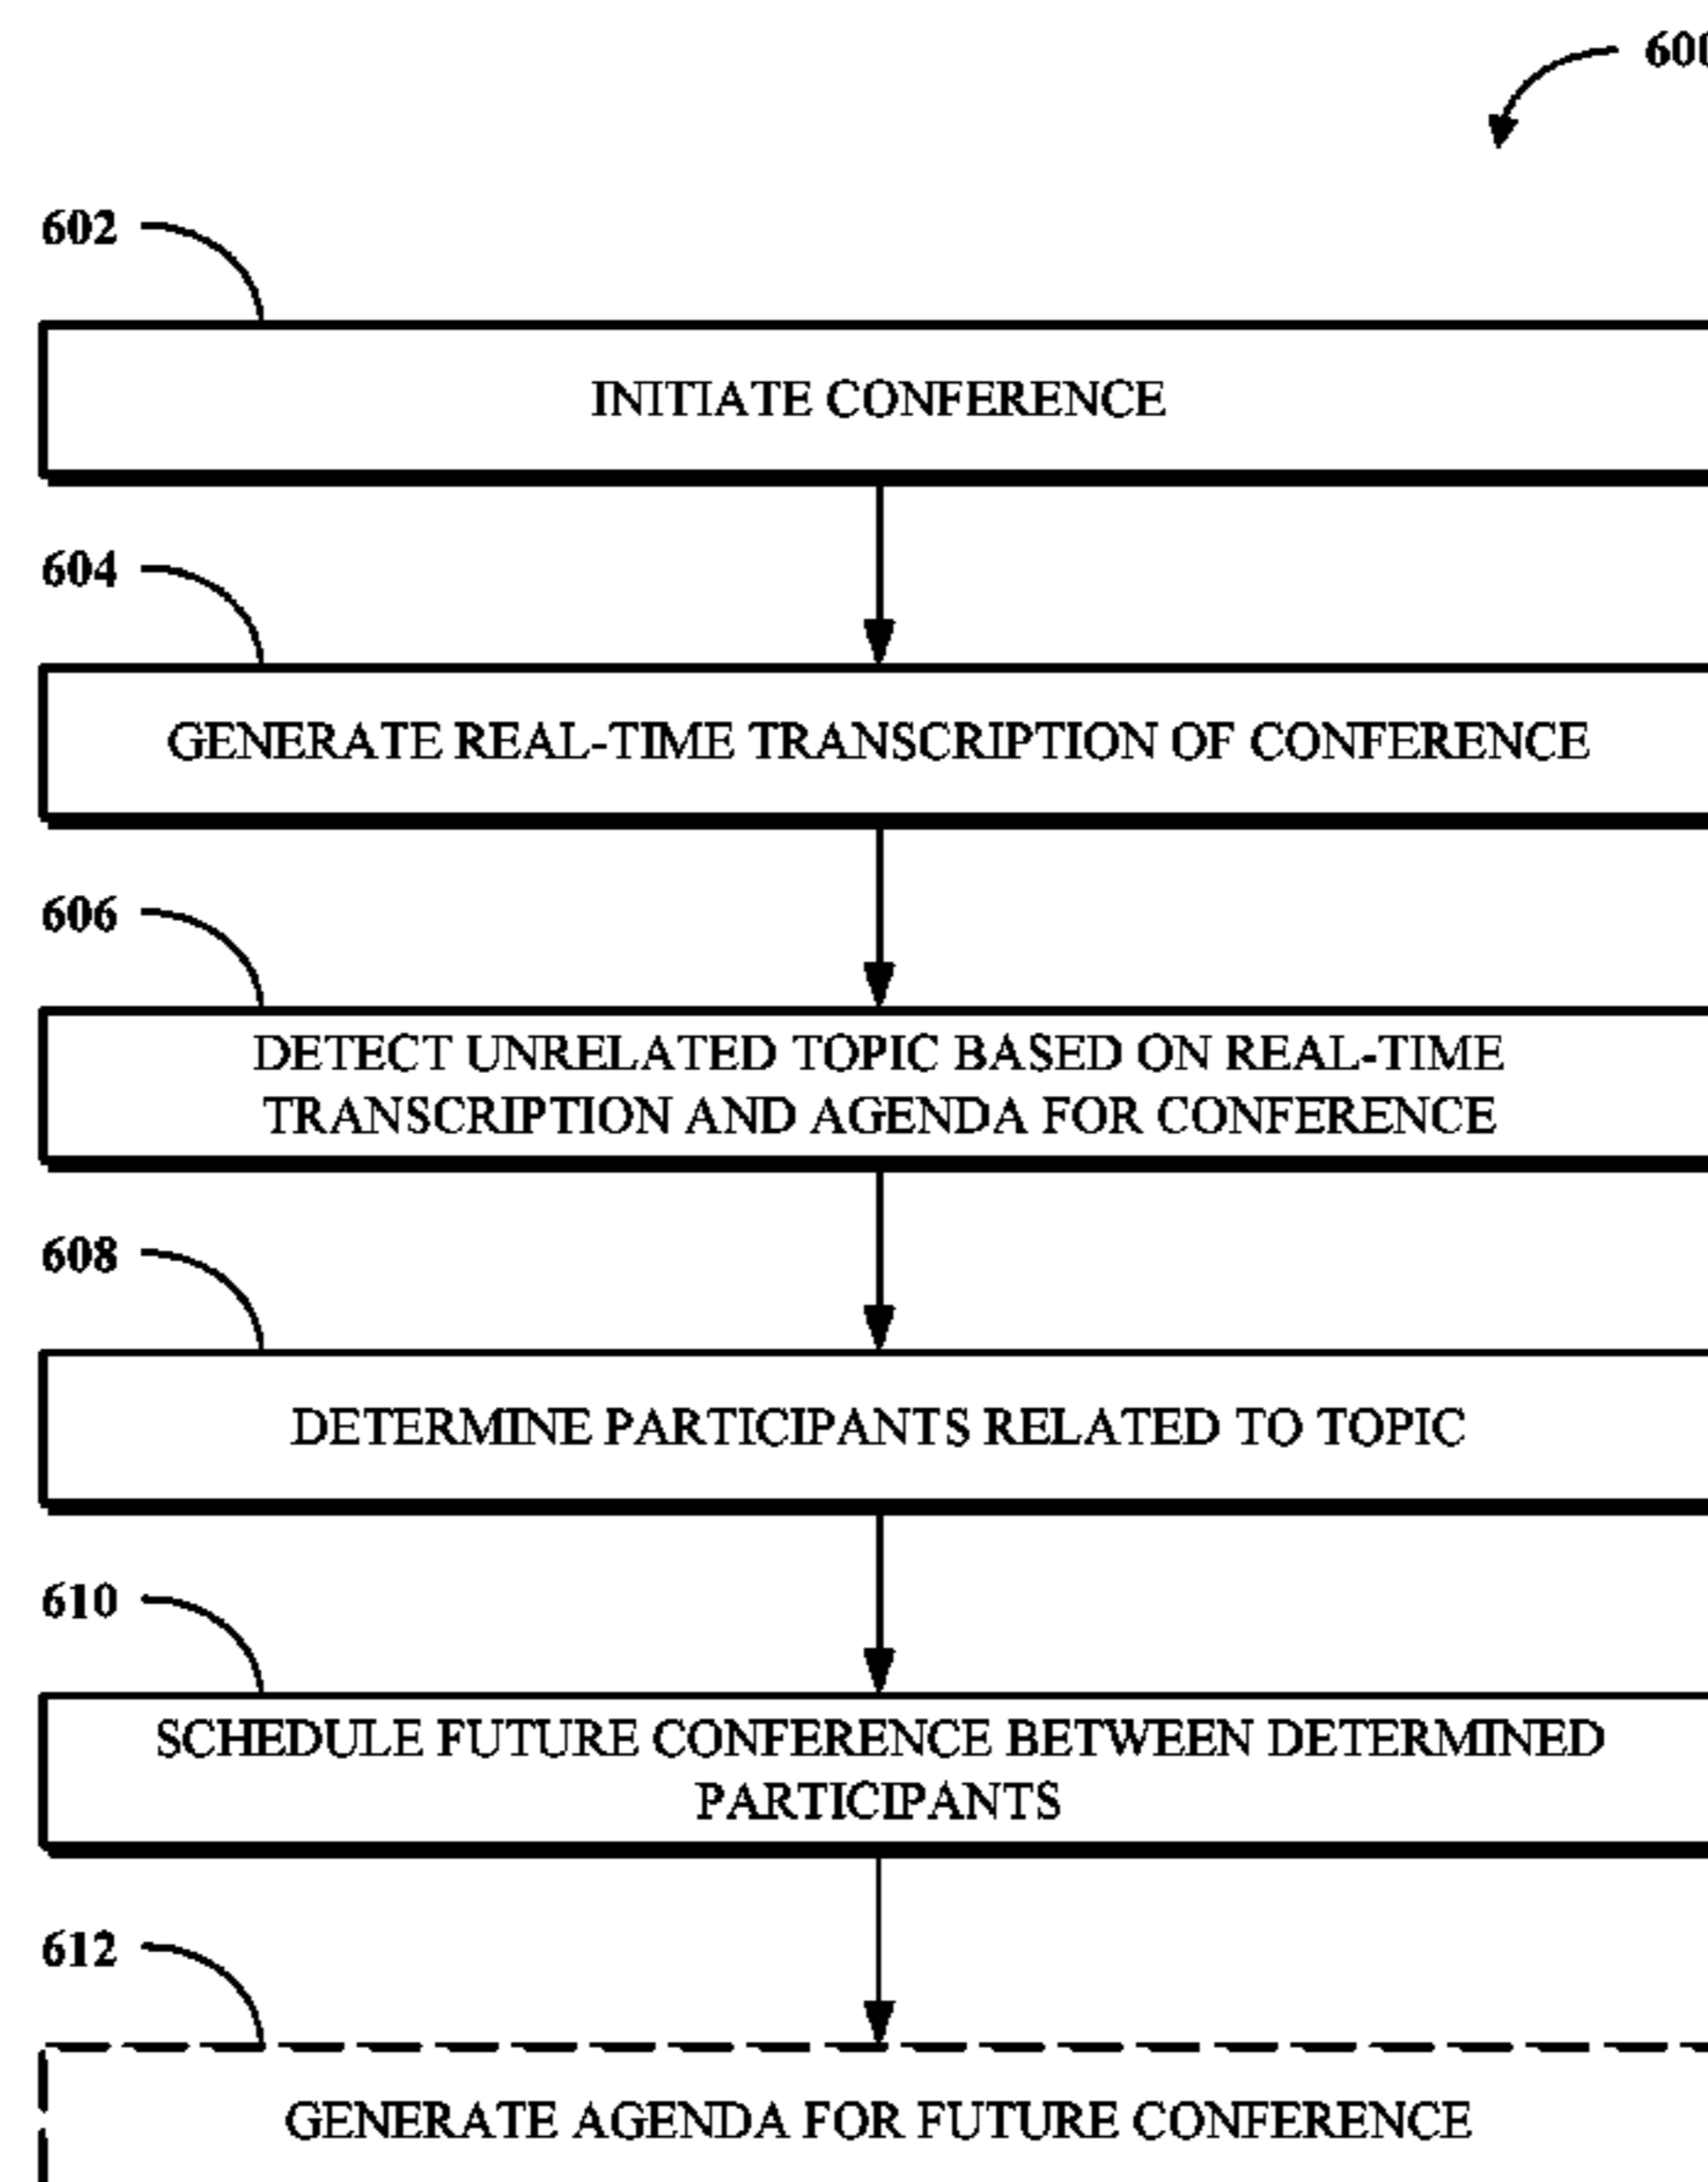 600
602
INITIATE CONFERENCE
604
GENERATE REAL-TIME TRANSCRIPTION OF CONFERENCE
606
DETECT UNRELATED TOPIC BASED ON REAL-TIME
TRANSCRIPTION AND AGENDA FOR CONFERENCE
608
DETERMINE PARTICIPANTS RELATED TO TOPIC
610
SCHEDULE FUTURE CONFERENCE BETWEEN DETERMINED
PARTICIPANTS
612
GENERATE AGENDA FOR FUTURE CONFERENCE